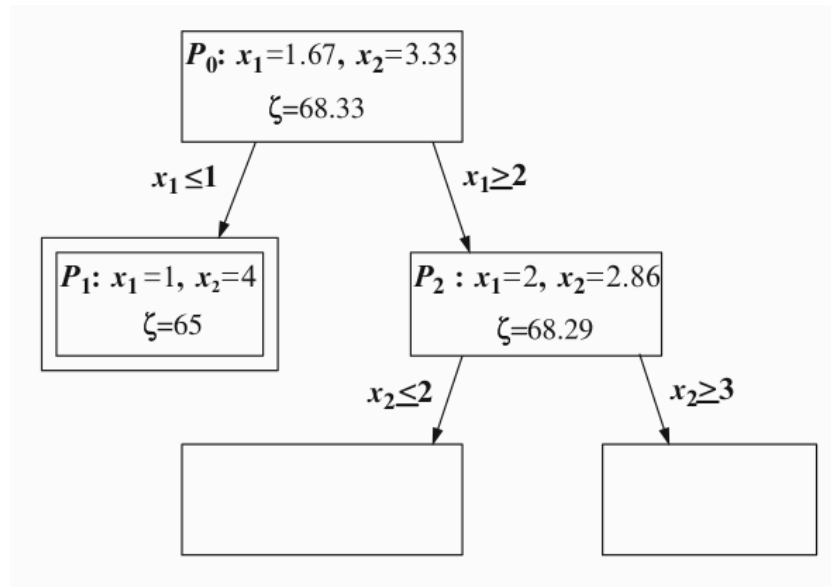 P₀: x₁=1.67, x₂=3.33
ζ=68.33
x₁≤1
x₁≥2
P₁: x₁=1, x₂=4
ζ=65
P₂ : x₁=2, x₂=2.86
ζ=68.29
x₂≤2
x₂≥3